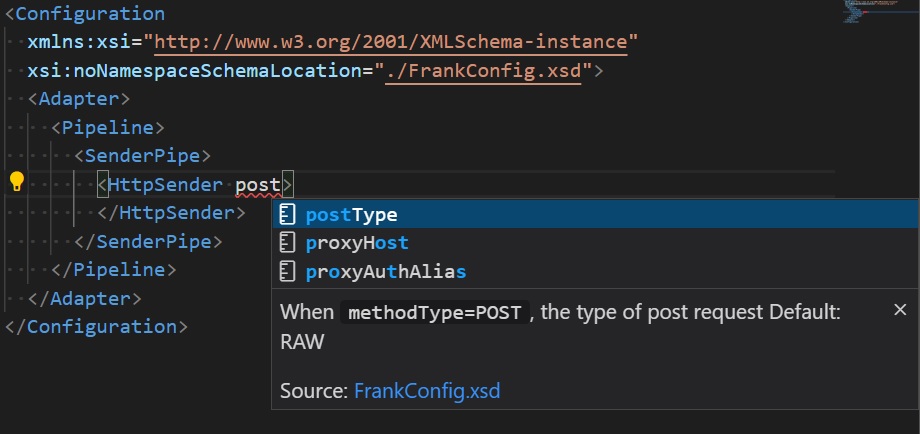 <Configuration
xmlns:xsi="http://www.w3.org/2001/XMLSchema-instance"
xsi:noNamespaceSchemaLocation="./FrankConfig.xsd">
<Adapter>
<Pipeline>
<SenderPipe>
<HttpSender post>
</HttpSender>
</SenderPipe>
</Pipeline>
</Adapter>
</Configuration>
postType
proxyHost
proxyAuthAlias
When methodType=POST, the type of post request Default:
RAW
Source: FrankConfig.xsd